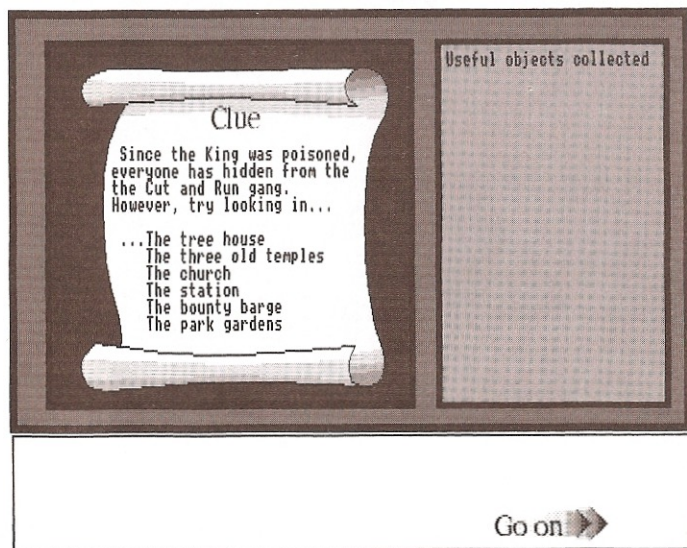 Clue
Since the King was poisoned,
everyone has hidden from the
the Cut and Run gang.
However, try looking in...
...The tree house
The three old temples
The church
The station
The bounty barge
The park gardens
Useful objects collected
Go on